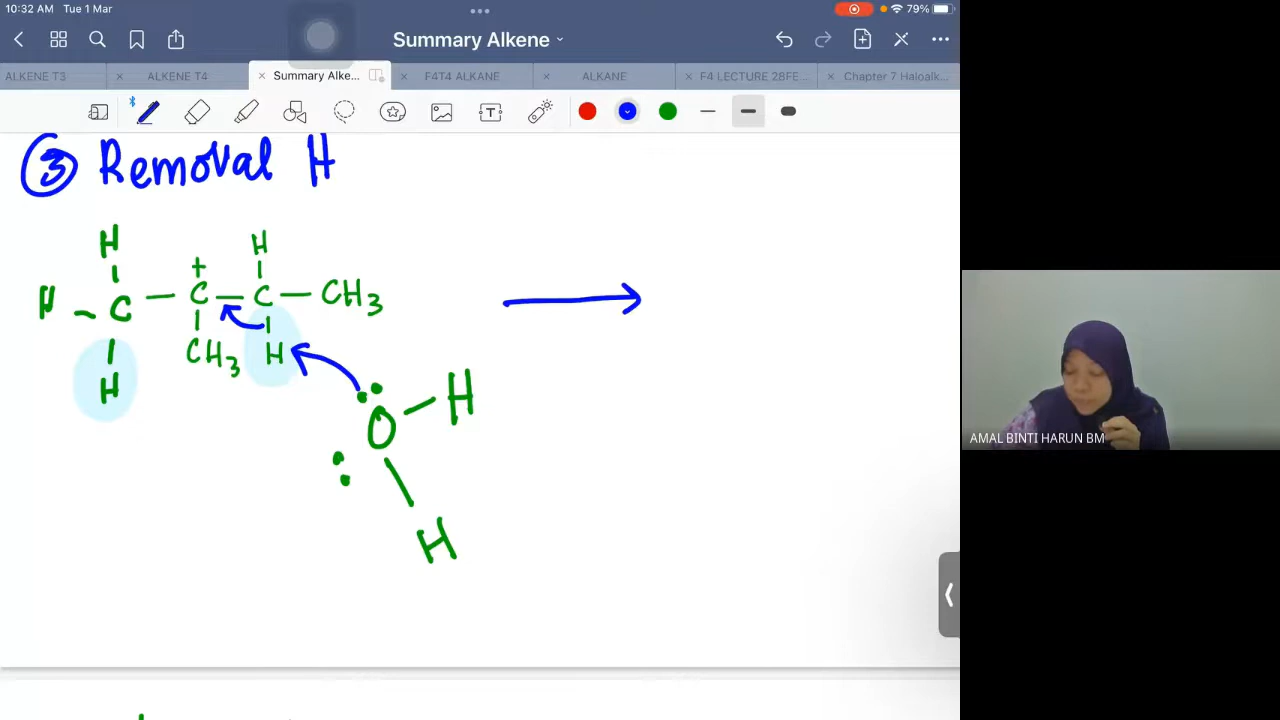 10:32 AM Tue 1 Mar
79%
Summary Alkene
ALKENE T3
ALKENE T4
Summary Alke...
F4T4 ALKANE
ALKANE
F4 LECTURE 28FE...
Chapter 7 Haloalk...
T
③ Removal H
H H
+
H ~ C — C — C — CH3
H CH3 H
O H
H
AMAL BINTI HARUN BM